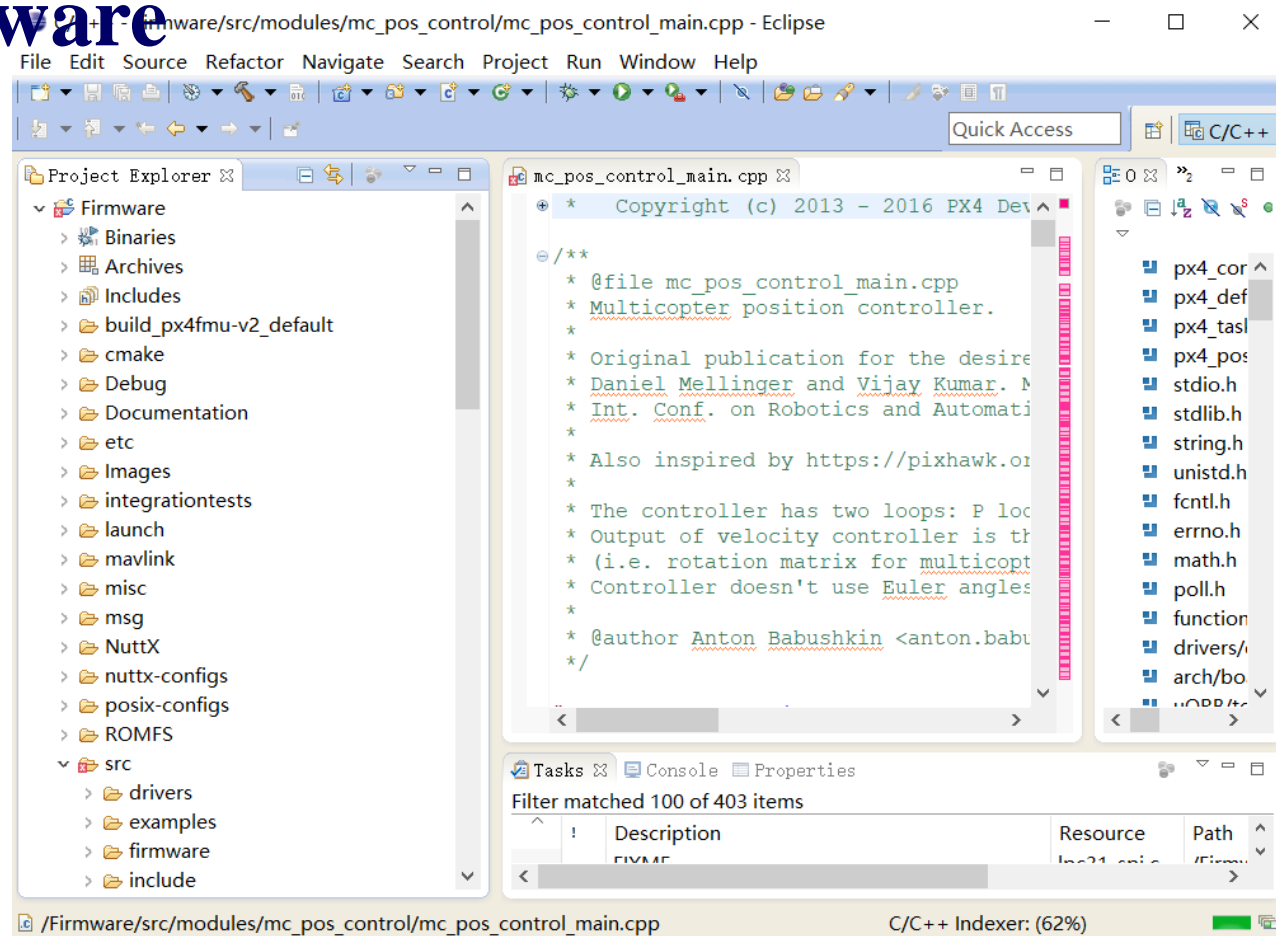 ware
C/C++ - Firmware/src/modules/mc_pos_control/mc_pos_control_main.cpp - Eclipse
File Edit Source Refactor Navigate Search Project Run Window Help
Quick Access
C/C++
Project Explorer
Firmware
Binaries
Archives
Includes
build_px4fmu-v2_default
cmake
Debug
Documentation
etc
Images
integrationtests
launch
mavlink
misc
msg
NuttX
nuttx-configs
posix-configs
ROMFS
src
drivers
examples
firmware
include
mc_pos_control_main.cpp
* Copyright (c) 2013 - 2016 PX4 Dev
/**
* @file mc_pos_control_main.cpp
* Multicopter position controller.
*
* Original publication for the desire
* Daniel Mellinger and Vijay Kumar. M
* Int. Conf. on Robotics and Automati
*
* Also inspired by https://pixhawk.or
*
* The controller has two loops: P loo
* Output of velocity controller is th
* (i.e. rotation matrix for multicopt
* Controller doesn't use Euler angles
*
* @author Anton Babushkin <anton.babu
*/
O
»2
px4_cor
px4_def
px4_task
px4_pos
stdio.h
stdlib.h
string.h
unistd.h
fcntl.h
errno.h
math.h
poll.h
function
drivers/
arch/bo
uORB/to
Tasks Console Properties
Filter matched 100 of 403 items
! Description Resource Path
FIXME
/Firmware/src/modules/mc_pos_control/mc_pos_control_main.cpp
C/C++ Indexer: (62%)